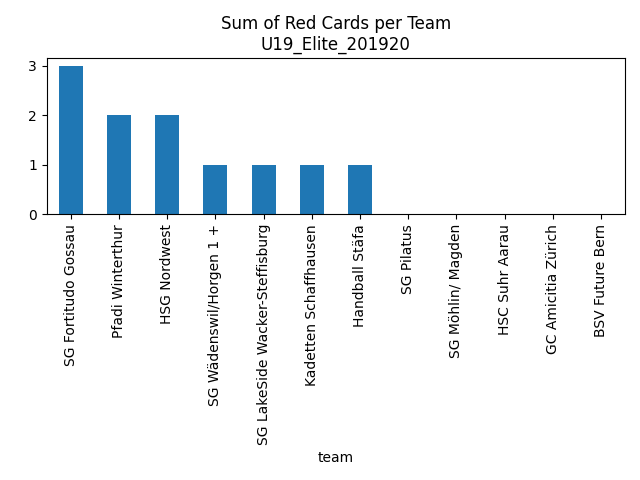 Sum of Red Cards per Team
U19_Elite_201920
3
2
1
0
SG Fortitudo Gossau
Pfadi Winterthur
HSG Nordwest
SG Wädenswil/Horgen 1 +
SG LakeSide Wacker-Steffisburg
Kadetten Schaffhausen
Handball Stäfa
SG Pilatus
SG Möhlin/ Magden
HSC Suhr Aarau
GC Amicitia Zürich
BSV Future Bern
team